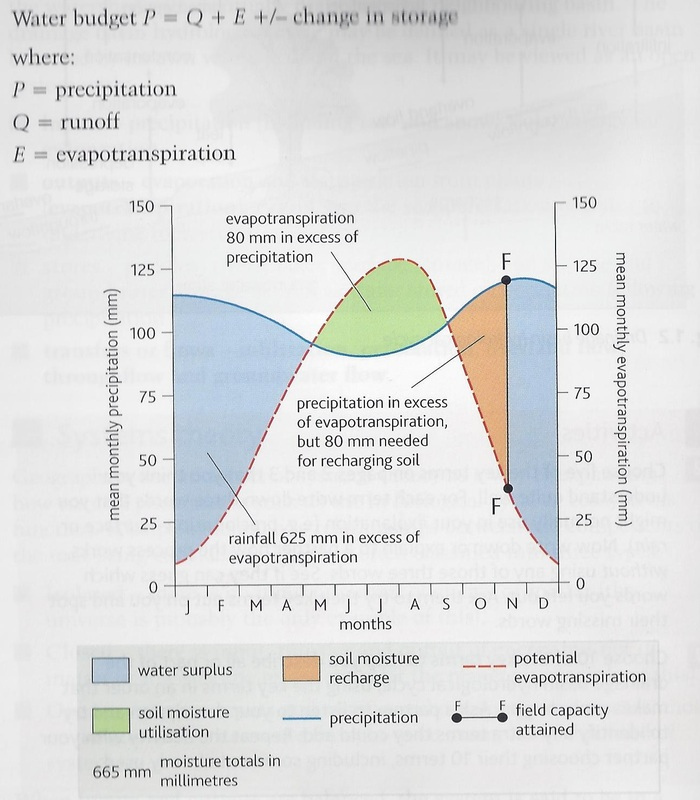 Water budget P = Q + E +/– change in storage
where:
P = precipitation
Q = runoff
E = evapotranspiration
150
125
100
75
50
25
0
mean monthly precipitation (mm)
evapotranspiration
80 mm in excess of
precipitation
F
precipitation in excess
of evapotranspiration,
but 80 mm needed
for recharging soil
F
rainfall 625 mm in excess of
evapotranspiration
150
125
100
75
50
25
0
mean monthly evapotranspiration (mm)
J F M A M J J A S O N D
months
water surplus
soil moisture
recharge
potential
evapotranspiration
soil moisture
utilisation
precipitation
F F
field capacity
attained
665 mm
moisture totals in
millimetres